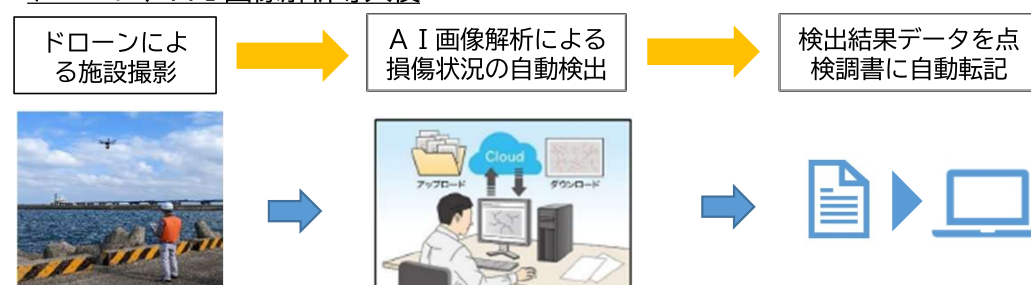 ドローンによ
る施設撮影
ＡＩ画像解析による
損傷状況の自動検出
検出結果データを点
検調書に自動転記
Cloud
アップロード
ダウンロード